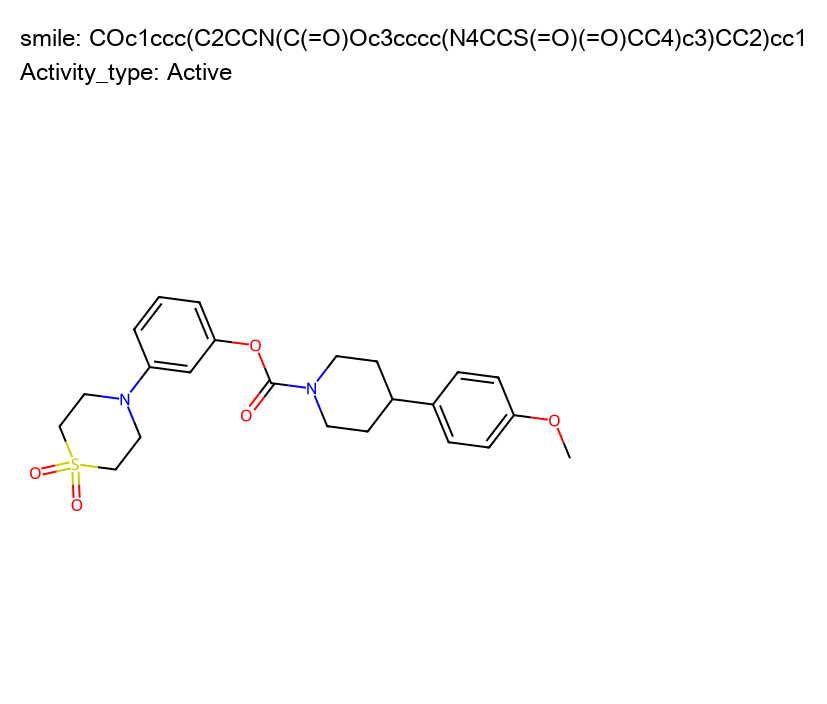 smile: COc1ccc(C2CCN(C(=O)Oc3cccc(N4CCS(=O)(=O)CC4)c3)CC2)cc1
Activity_type: Active
O
O
N
N
O
O
S
O